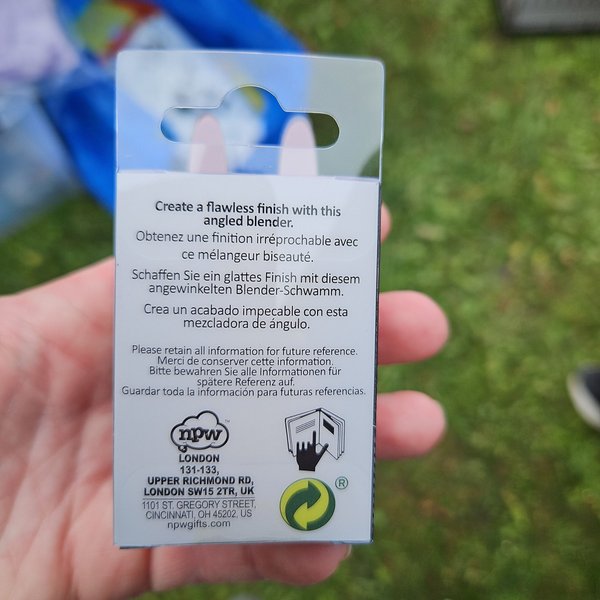 Create a flawless finish with this
angled blender.
Obtenez une finition irréprochable avec
ce mélangeur biseauté.
Schaffen Sie ein glattes Finish mit diesem
angewinkelten Blender-Schwamm.
Crea un acabado impecable con esta
mezcladora de ángulo.
Please retain all information for future reference.
Merci de conserver cette information.
Bitte bewahren Sie alle Informationen für
spätere Referenz auf.
Guardar toda la información para futuras referencias.
npw™
LONDON
131-133,
UPPER RICHMOND RD,
LONDON SW15 2TR, UK
1101 ST. GREGORY STREET,
CINCINNATI, OH 45202, US
npwgifts.com
®